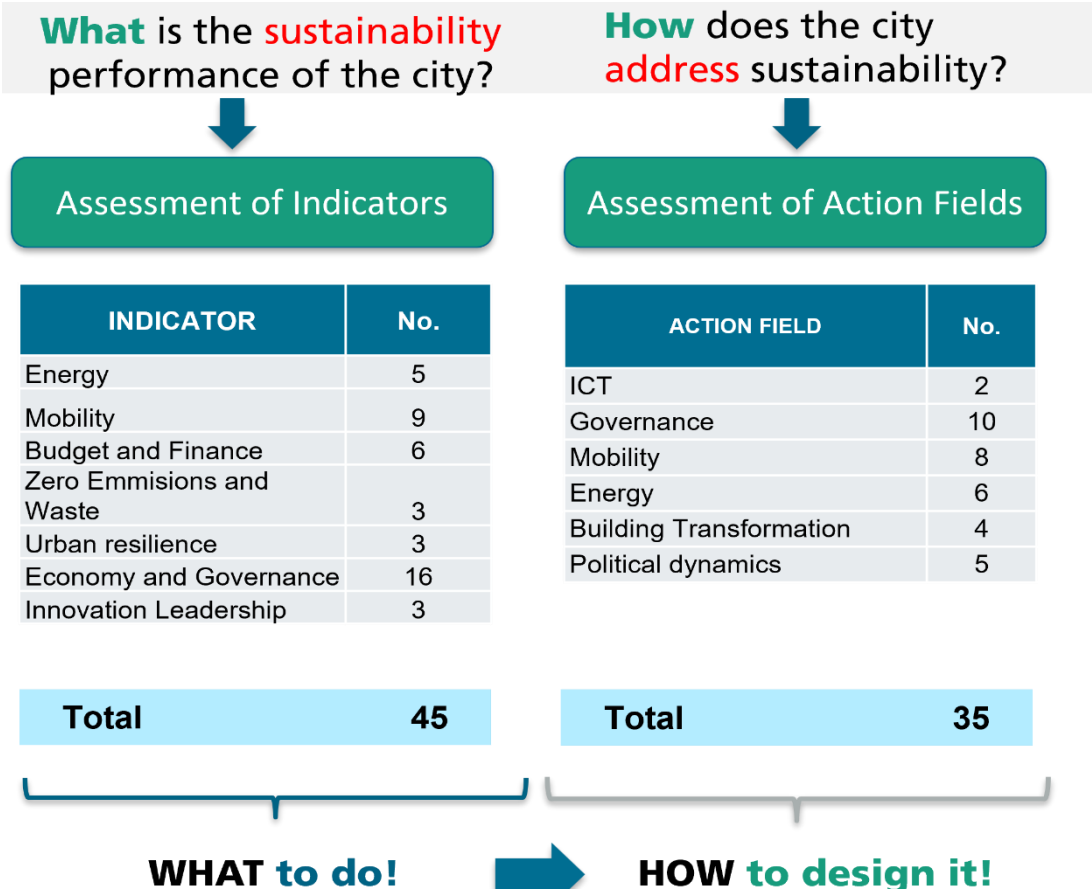 What is the sustainability
performance of the city?
How does the city
address sustainability?
Assessment of Indicators
Assessment of Action Fields
INDICATOR No.
Energy 5
Mobility 9
Budget and Finance 6
Zero Emmisions and
Waste 3
Urban resilience 3
Economy and Governance 16
Innovation Leadership 3
Total 45
ACTION FIELD No.
ICT 2
Governance 10
Mobility 8
Energy 6
Building Transformation 4
Political dynamics 5
Total 35
WHAT to do!
HOW to design it!